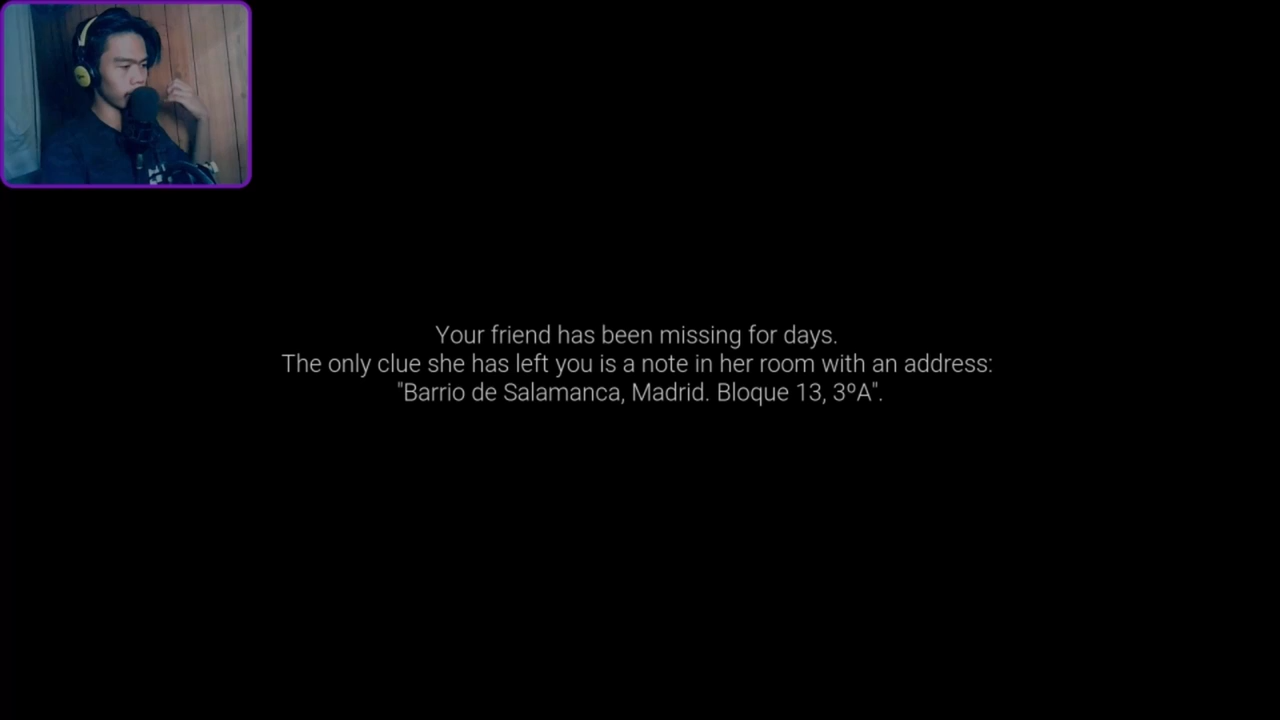 Your friend has been missing for days.
The only clue she has left you is a note in her room with an address:
"Barrio de Salamanca, Madrid. Bloque 13, 3ºA".